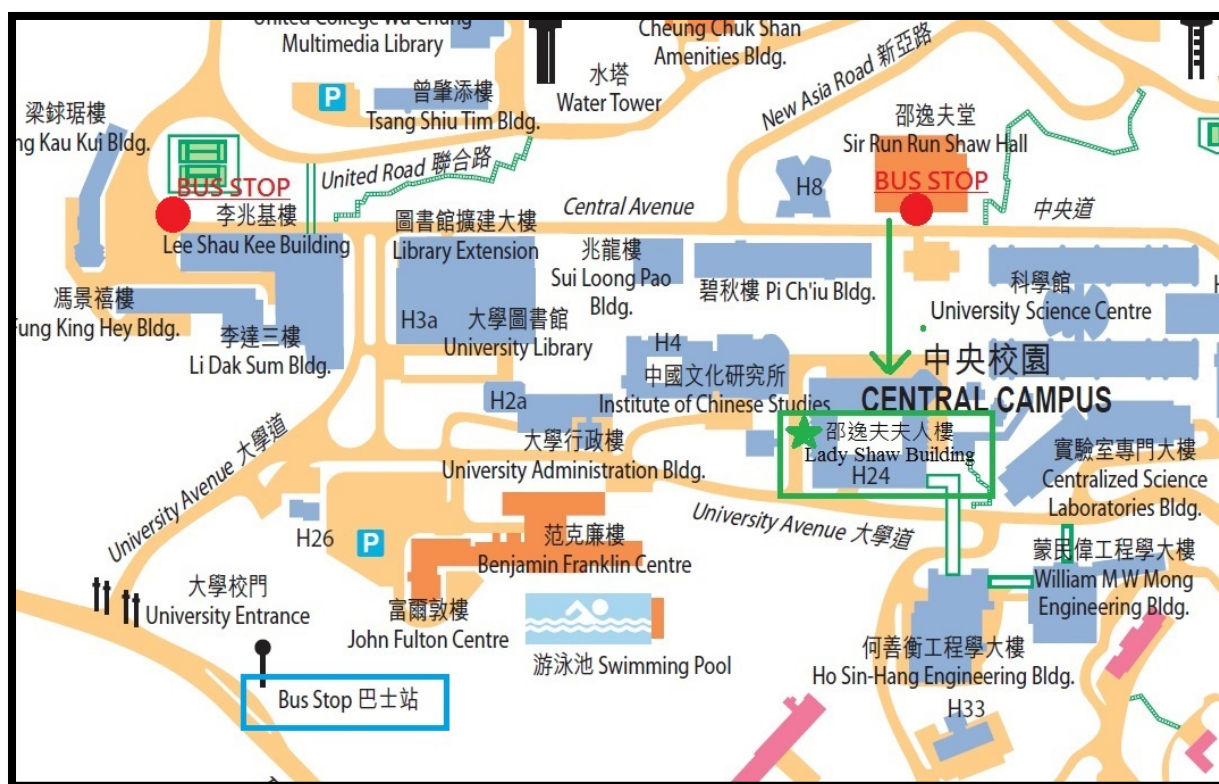 United College Wu Chung
Multimedia Library
Cheung Chuk Shan
Amenities Bldg.
水塔
Water Tower
New Asia Road 新亞路
P
曾肇添樓
Tsang Shiu Tim Bldg.
梁銶琚樓
ng Kau Kui Bldg.
邵逸夫堂
Sir Run Run Shaw Hall
BUS STOP
United Road 聯合路
BUS STOP
H8
李兆基樓
Lee Shau Kee Building
圖書館擴建大樓
Library Extension
Central Avenue
中央道
兆龍樓
Sui Loong Pao
Bldg.
碧秋樓 Pi Ch'iu Bldg.
科學館
University Science Centre
H
馮景禧樓
Fung King Hey Bldg.
李達三樓
Li Dak Sum Bldg.
H3a
大學圖書館
University Library
H4
中國文化研究所
Institute of Chinese Studies
中央校園
CENTRAL CAMPUS
H2a
大學行政樓
University Administration Bldg.
邵逸夫夫人樓
Lady Shaw Building
H24
實驗室專門大樓
Centralized Science
Laboratories Bldg.
University Avenue 大學道
University Avenue 大學道
H26
P
范克廉樓
Benjamin Franklin Centre
蒙民偉工程學大樓
William M W Mong
Engineering Bldg.
大學校門
University Entrance
富爾敦樓
John Fulton Centre
游泳池 Swimming Pool
何善衡工程學大樓
Ho Sin-Hang Engineering Bldg.
Bus Stop 巴士站
H33